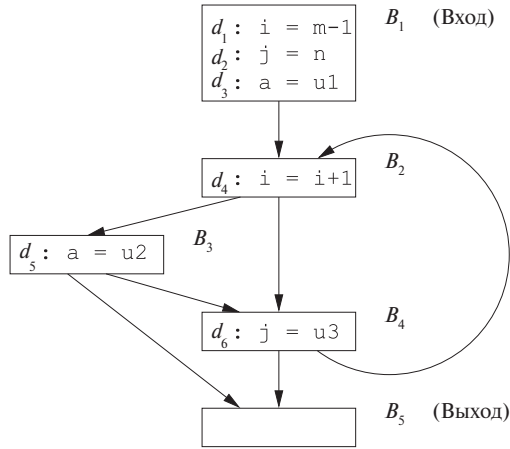 d₁: i = m-1
d₂: j = n
d₃: a = u1
B₁ (Вход)
d₄: i = i+1
B₂
d₅: a = u2
B₃
d₆: j = u3
B₄
B₅ (Выход)